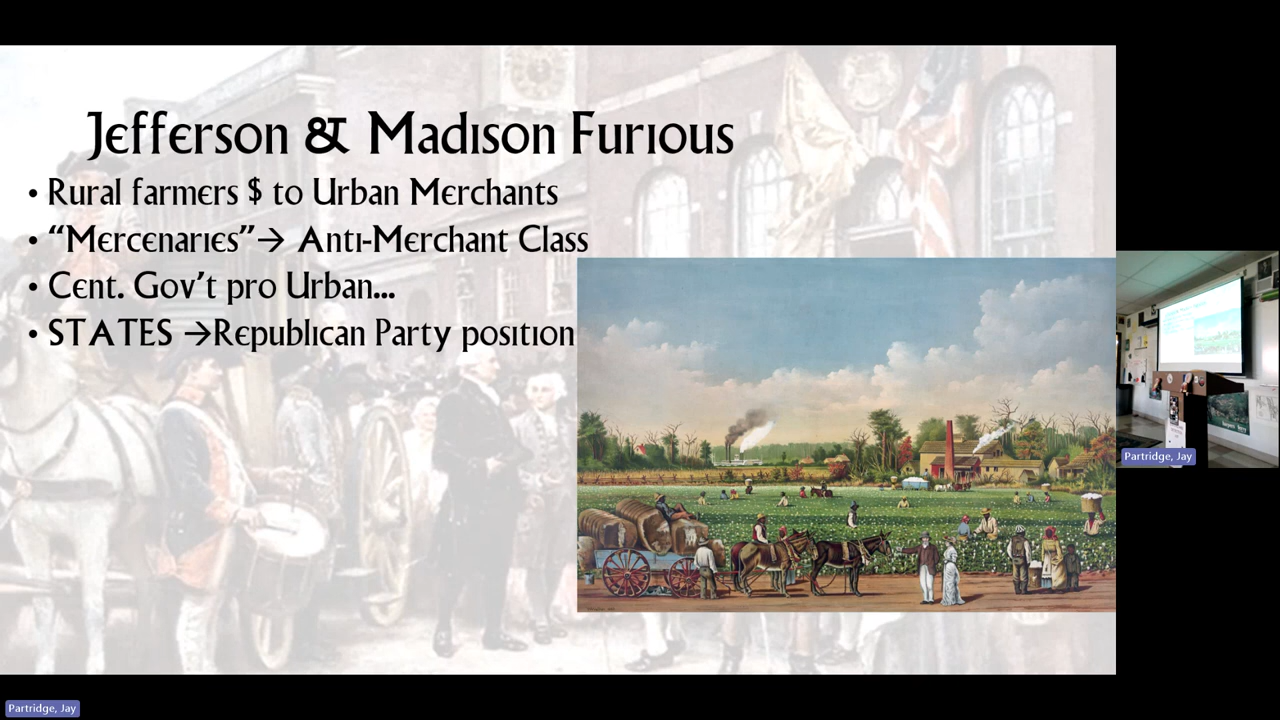 Jefferson & Madison Furious
• Rural farmers $ to Urban Merchants
• “Mercenaries”→ Anti-Merchant Class
• Cent. Gov’t pro Urban...
• STATES →Republican Party position
Partridge, Jay
Partridge, Jay